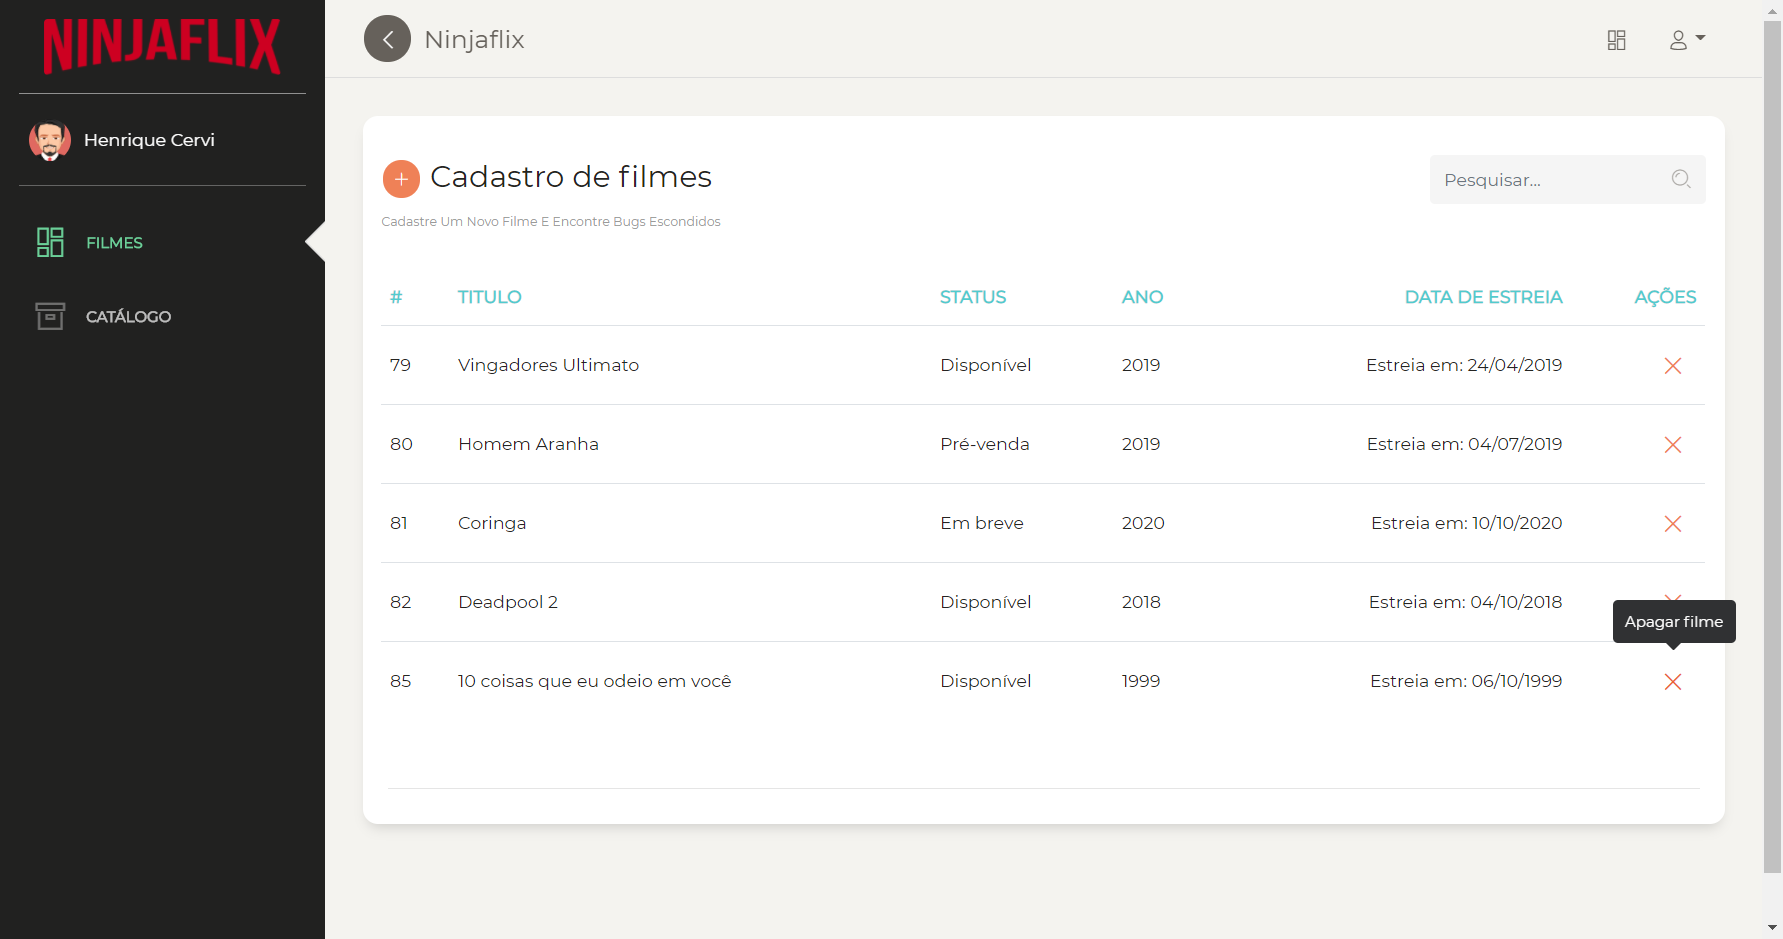 NINJAFLIX
Ninjaflix
Henrique Cervi
FILMES
CATÁLOGO
+ Cadastro de filmes
Pesquisar...
Cadastre Um Novo Filme E Encontre Bugs Escondidos
# TITULO STATUS ANO DATA DE ESTREIA AÇÕES
79 Vingadores Ultimato Disponível 2019 Estreia em: 24/04/2019
80 Homem Aranha Pré-venda 2019 Estreia em: 04/07/2019
81 Coringa Em breve 2020 Estreia em: 10/10/2020
82 Deadpool 2 Disponível 2018 Estreia em: 04/10/2018
Apagar filme
85 10 coisas que eu odeio em você Disponível 1999 Estreia em: 06/10/1999